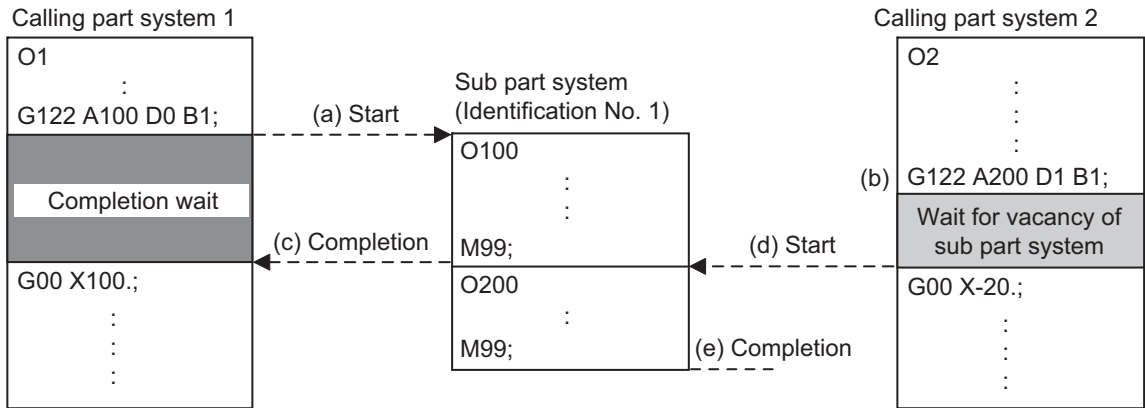 Calling part system 1
O1
:
G122 A100 D0 B1;
Completion wait
G00 X100.;
:
:
:
(a) Start
(c) Completion
Sub part system
(Identification No. 1)
O100
:
:
M99;
O200
:
M99;
(d) Start
(e) Completion
Calling part system 2
O2
:
:
:
(b)
G122 A200 D1 B1;
Wait for vacancy of
sub part system
G00 X-20.;
:
:
: